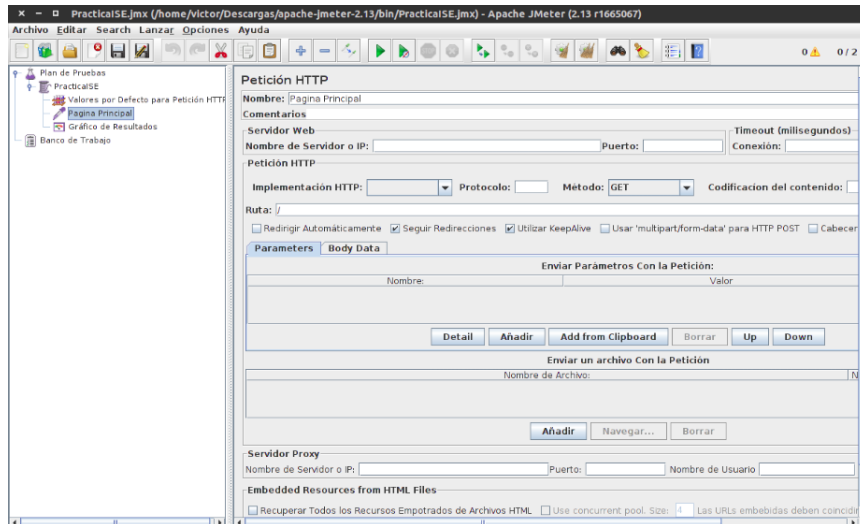 PracticaISE.jmx (/home/victor/Descargas/apache-jmeter-2.13/bin/PracticaISE.jmx) - Apache JMeter (2.13 r1665067)
Archivo Editar Search Lanzar Opciones Ayuda
0 0 / 2
Plan de Pruebas
PracticaISE
Valores por Defecto para Petición HTTP
Pagina Principal
Gráfico de Resultados
Banco de Trabajo
Petición HTTP
Nombre: Pagina Principal
Comentarios
Servidor Web
Timeout (milisegundos)
Nombre de Servidor o IP: Puerto: Conexión:
Petición HTTP
Implementación HTTP: Protocolo: Método: GET Codificacion del contenido:
Ruta: /
Redirigir Automáticamente Seguir Redirecciones Utilizar KeepAlive Usar 'multipart/form-data' para HTTP POST Cabecer
Parameters Body Data
Enviar Parámetros Con la Petición:
Nombre: Valor
Detail Añadir Add from Clipboard Borrar Up Down
Enviar un archivo Con la Petición
Nombre de Archivo: N
Añadir Navegar... Borrar
Servidor Proxy
Nombre de Servidor o IP: Puerto: Nombre de Usuario
Embedded Resources from HTML Files
Recuperar Todos los Recursos Empotrados de Archivos HTML Use concurrent pool. Size: 4 Las URLs embebidas deben coincidir